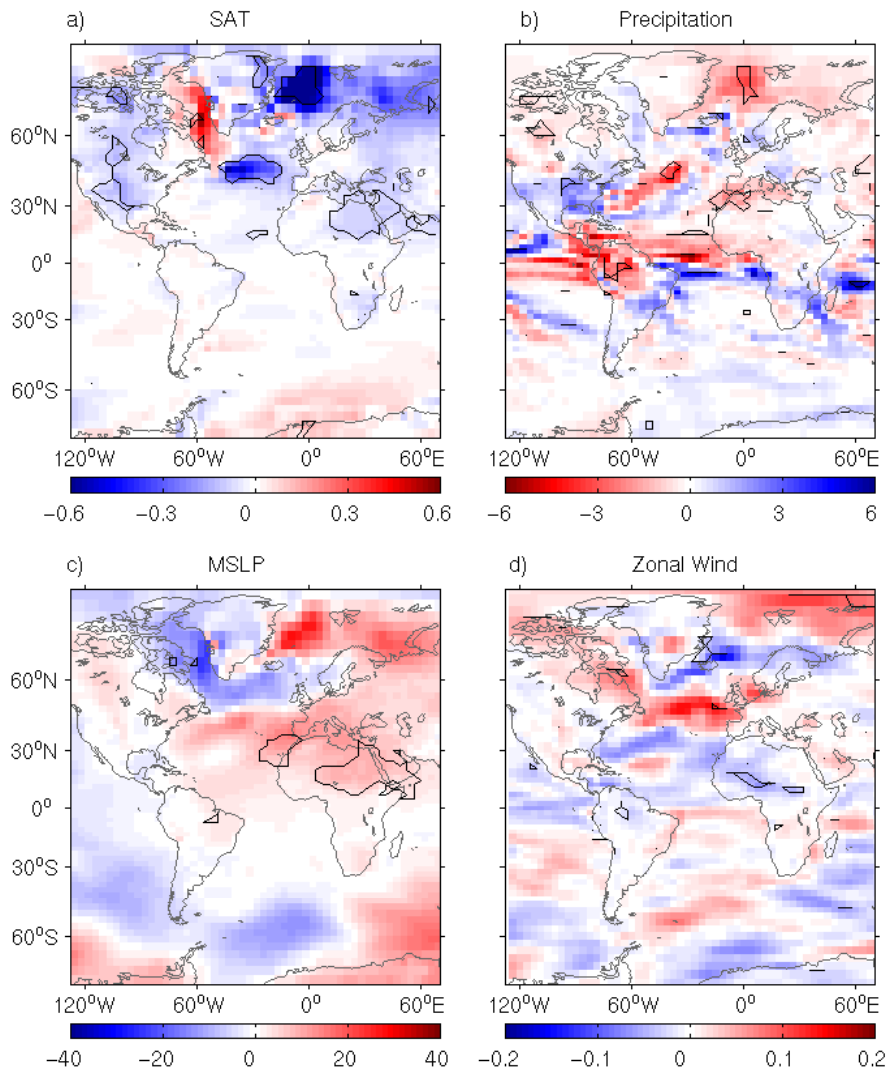 a) SAT
b) Precipitation
60°N
30°N
0°
30°S
60°S
120°W 60°W 0° 60°E
120°W 60°W 0° 60°E
−0.6 −0.3 0 0.3 0.6
−6 −3 0 3 6
c) MSLP
d) Zonal Wind
60°N
30°N
0°
30°S
60°S
120°W 60°W 0° 60°E
120°W 60°W 0° 60°E
−40 −20 0 20 40
−0.2 −0.1 0 0.1 0.2